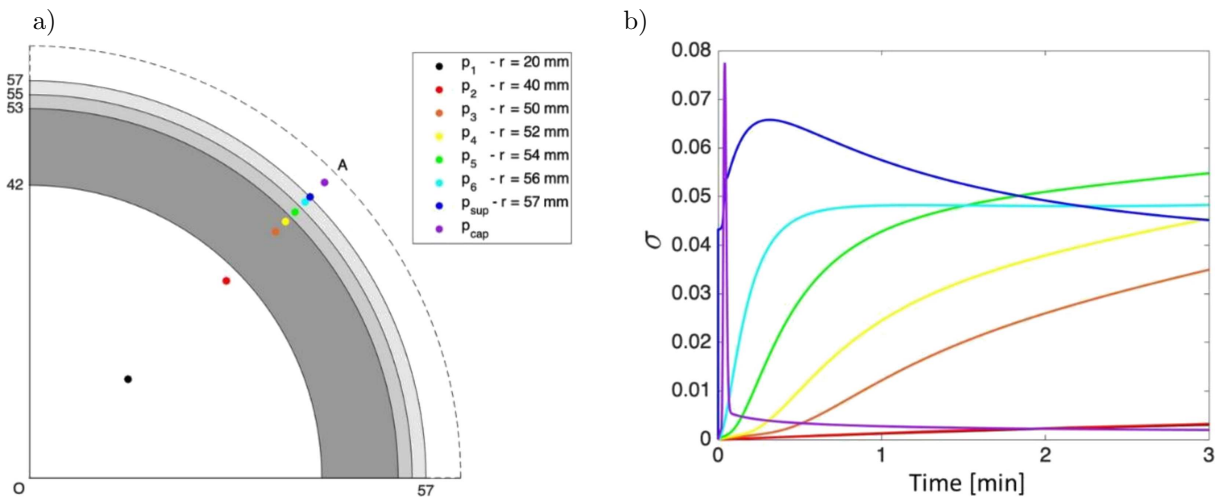 a)
57
55
53
42
O
57
A
p1 - r = 20 mm
p2 - r = 40 mm
p3 - r = 50 mm
p4 - r = 52 mm
p5 - r = 54 mm
p6 - r = 56 mm
psup - r = 57 mm
pcap
b)
0.08
0.07
0.06
0.05
0.04
0.03
0.02
0.01
0
σ
0 1 2 3
Time [min]